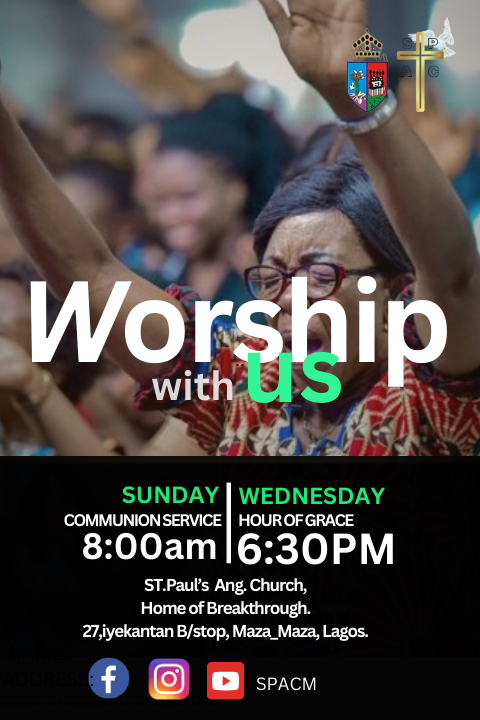 S P
A C
Worship
with us
SUNDAY
COMMUNION SERVICE
8:00am
WEDNESDAY
HOUR OF GRACE
6:30PM
ST.Paul's Ang. Church,
Home of Breakthrough.
27,iyekantan B/stop, Maza_Maza, Lagos.
ADDRESS:
SPACM